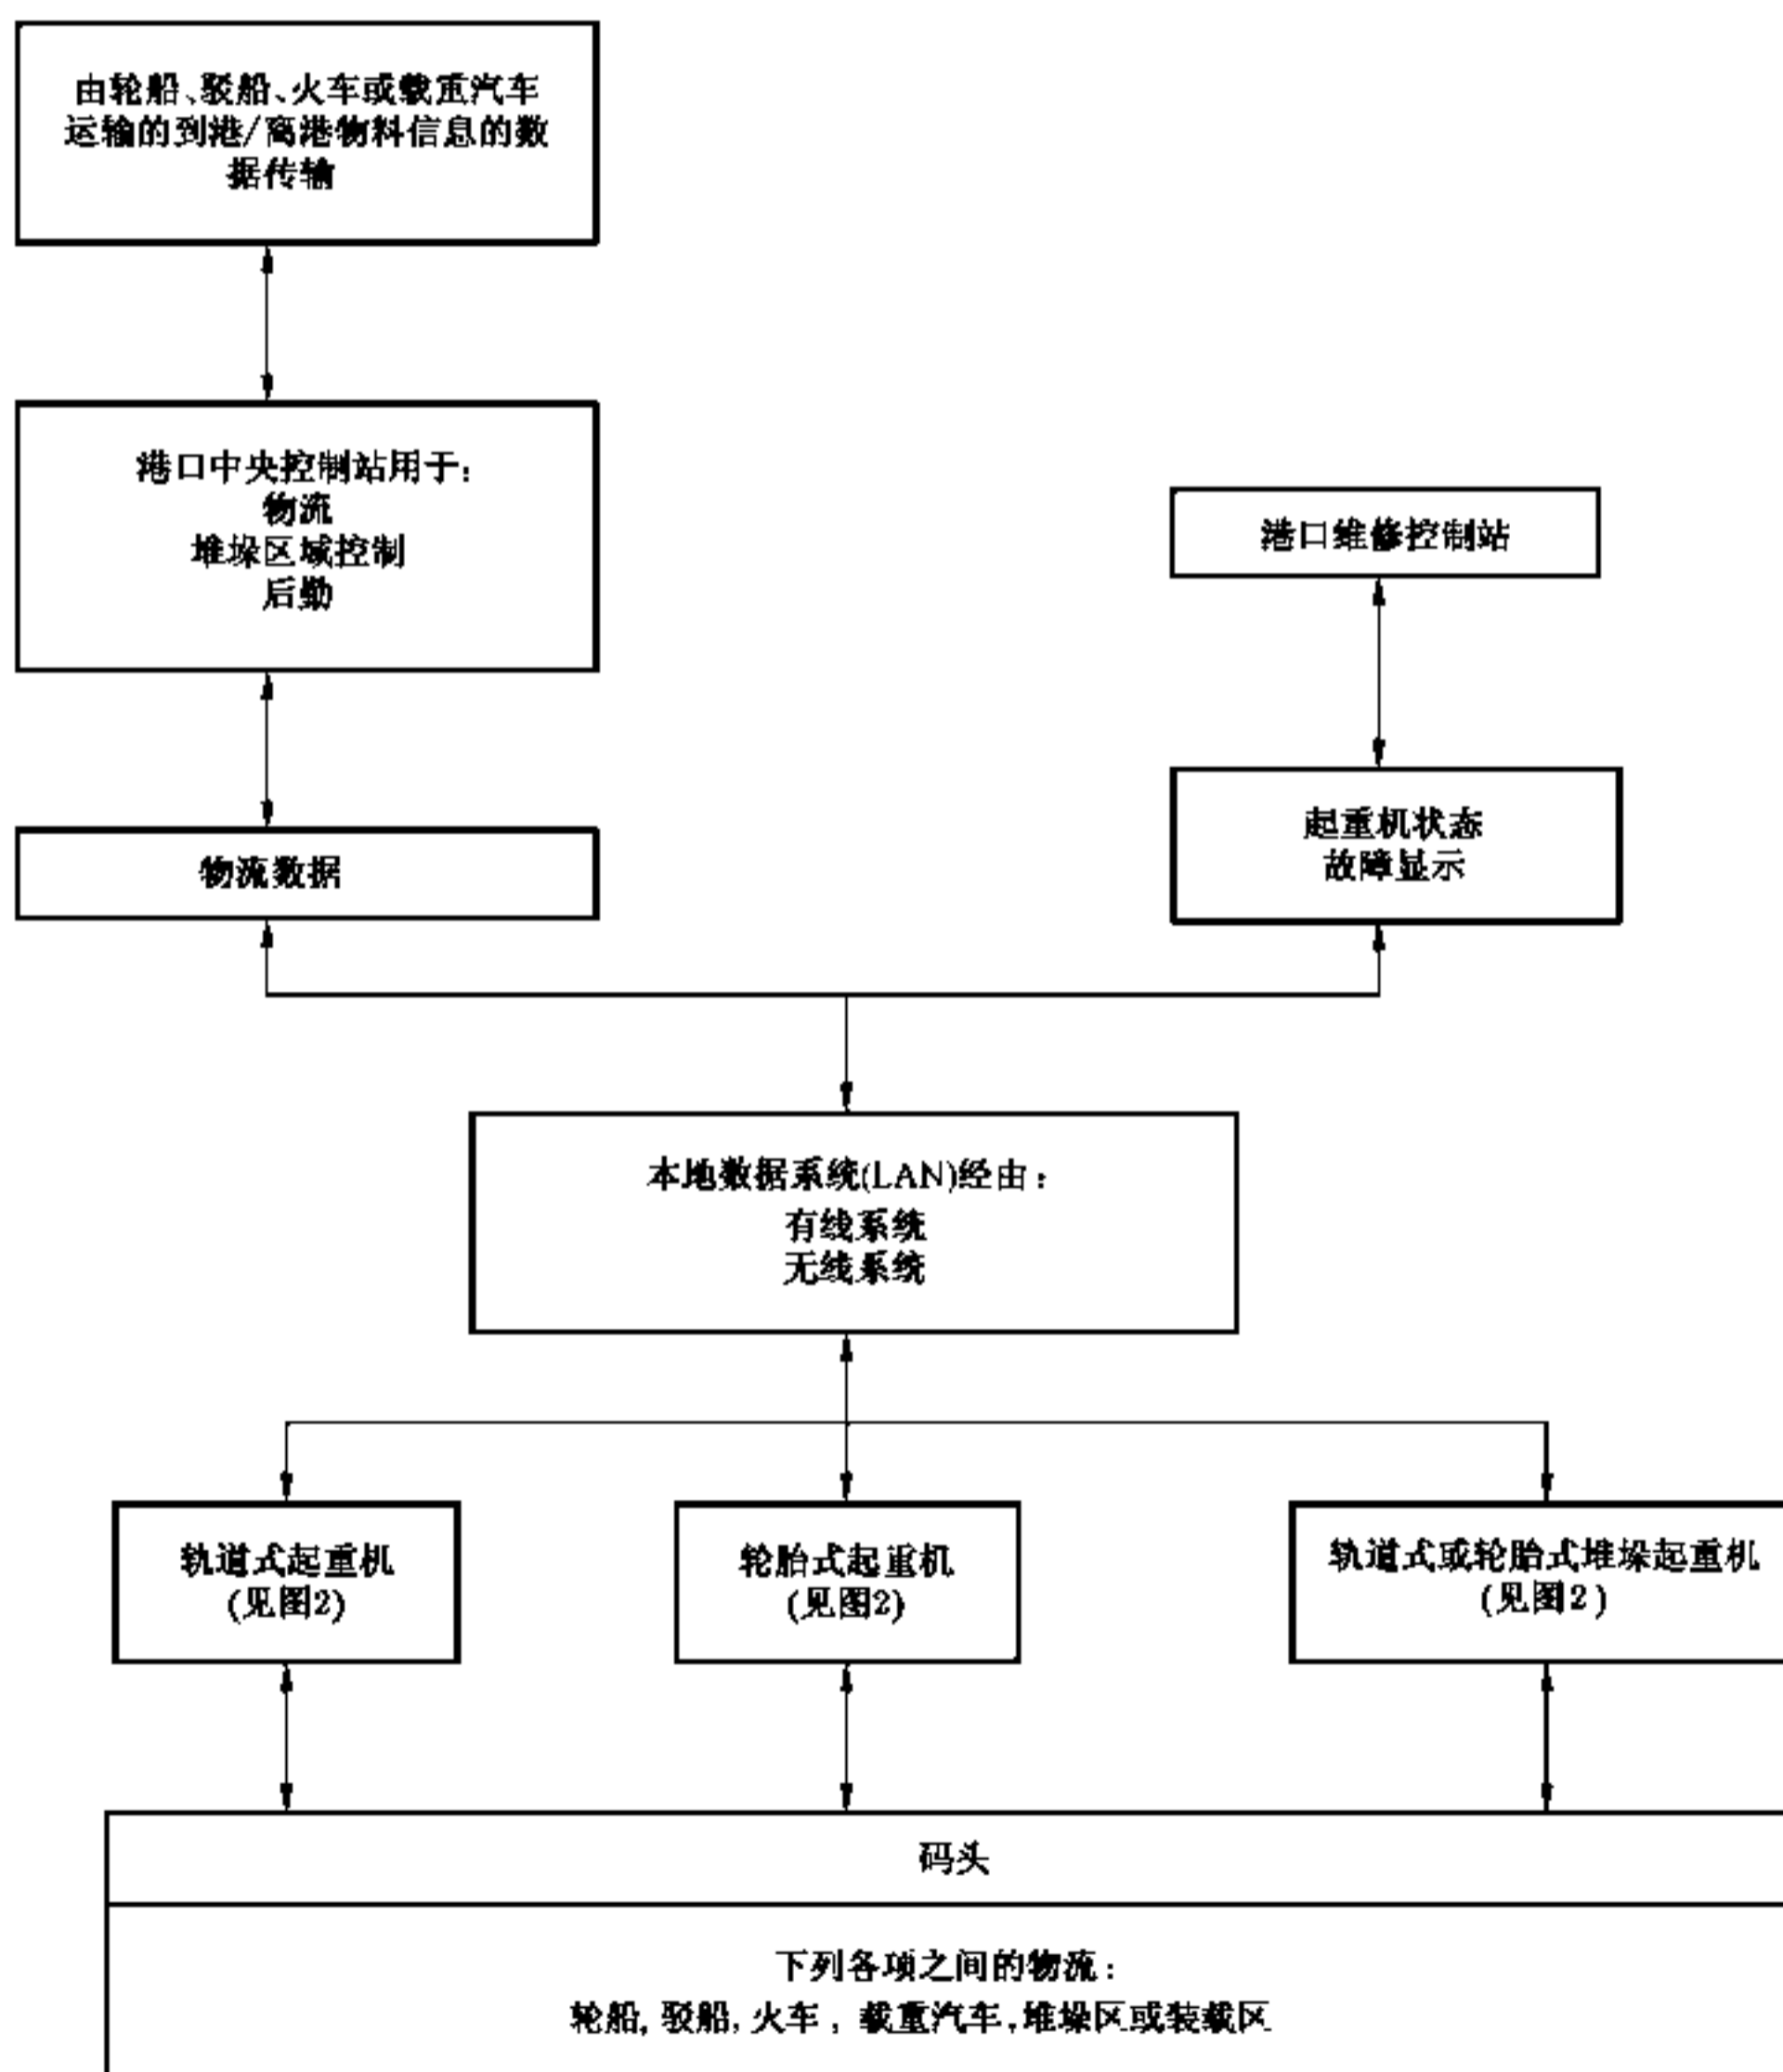 由轮船、驳船、火车或载重汽车
运输的到港/离港物料信息的数
据传输
港口中央控制站用于:
物流
堆垛区域控制
后勤
港口维修控制站
物流数据
起重机状态
故障显示
本地数据系统(LAN)经由:
有线系统
无线系统
轨道式起重机
(见图2)
轮胎式起重机
(见图2)
轨道式或轮胎式堆垛起重机
(见图2)
码头
下列各项之间的物流:
轮船, 驳船, 火车, 载重汽车,堆垛区或装载区